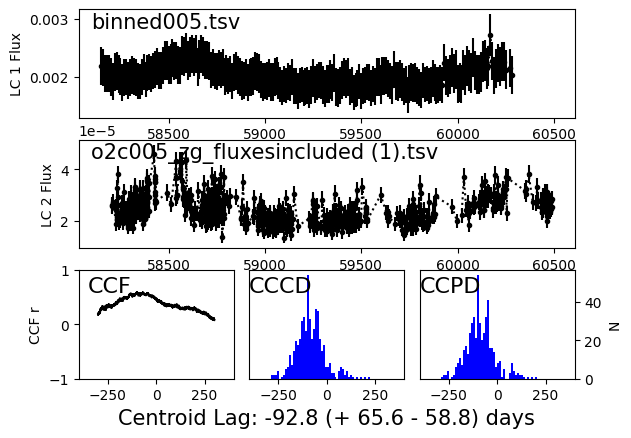 binned005.tsv
0.003
0.002
LC 1 Flux
58500 59000 59500 60000 60500
1e−5
o2c005_zg_fluxesincluded (1).tsv
4
2
LC 2 Flux
58500 59000 59500 60000 60500
CCF CCCD CCPD
1
0
−1
CCF r
40
20
0
N
−250 0 250 −250 0 250 −250 0 250
Centroid Lag: -92.8 (+ 65.6 - 58.8) days